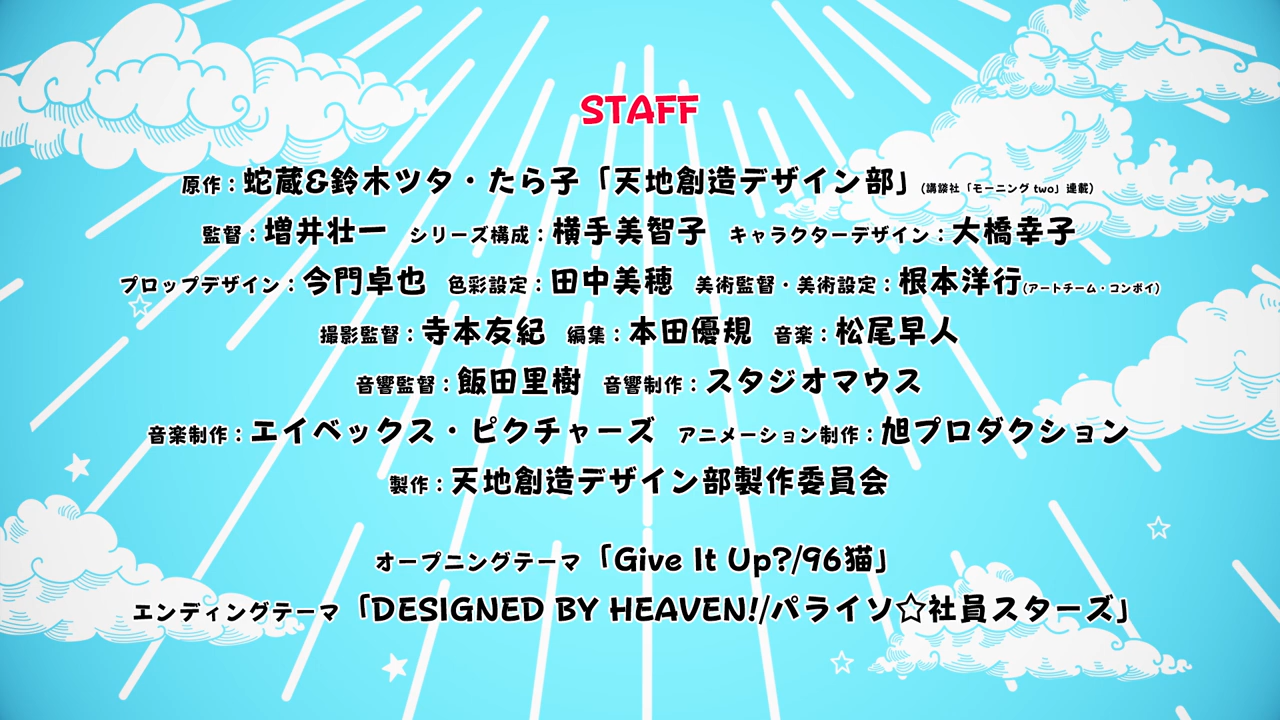 STAFF
原作：蛇蔵&鈴木ツタ・たら子「天地創造デザイン部」(講談社「モーニング two」連載)
監督：増井壮一　シリーズ構成：横手美智子　キャラクターデザイン：大橋幸子
プロップデザイン：今門卓也　色彩設定：田中美穂　美術監督・美術設定：根本洋行(アートチーム・コンボイ)
撮影監督：寺本友紀　編集：本田優規　音楽：松尾早人
音響監督：飯田里樹　音響制作：スタジオマウス
音楽制作：エイベックス・ピクチャーズ　アニメーション制作：旭プロダクション
製作：天地創造デザイン部製作委員会
オープニングテーマ「Give It Up?/96猫」
エンディングテーマ「DESIGNED BY HEAVEN!/パライソ☆社員スターズ」